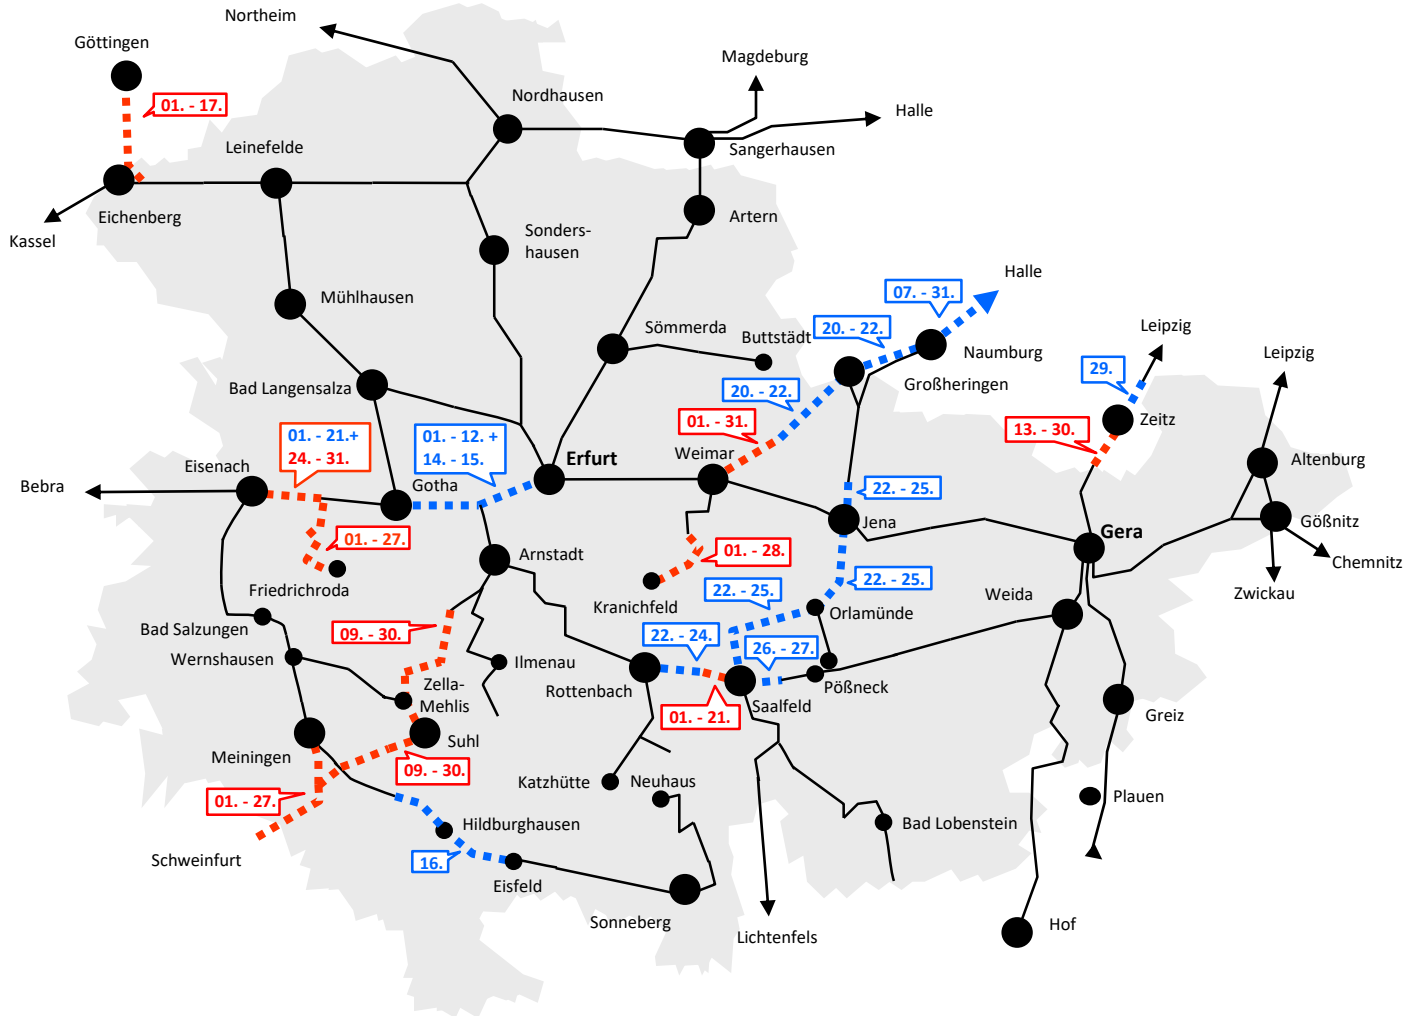 Northeim
Göttingen
Magdeburg
01. - 17.
Nordhausen
Halle
Leinefelde
Sangerhausen
Eichenberg
Artern
Kassel
Sonders-
hausen
Halle
07. - 31.
Mühlhausen
20. - 22.
Sömmerda
Buttstädt
Leipzig
Naumburg
Leipzig
Großheringen
29.
Bad Langensalza
20. - 22.
01. - 31.
13. - 30.
Zeitz
01. - 21.+
24. - 31.
01. - 12. +
14. - 15.
Erfurt
Weimar
Altenburg
Eisenach
Gotha
Bebra
22. - 25.
Jena
Gößnitz
01. - 27.
Arnstadt
01. - 28.
Gera
Chemnitz
Friedrichroda
22. - 25.
22. - 25.
Zwickau
Kranichfeld
Orlamünde
Weida
Bad Salzungen
09. - 30.
22. - 24.
26. - 27.
Wernshausen
Ilmenau
Rottenbach
Pößneck
Zella-
Mehlis
Saalfeld
01. - 21.
Greiz
Suhl
Meiningen
09. - 30.
Katzhütte
Neuhaus
01. - 27.
Plauen
Hildburghausen
Bad Lobenstein
Schweinfurt
16.
Eisfeld
Sonneberg
Hof
Lichtenfels